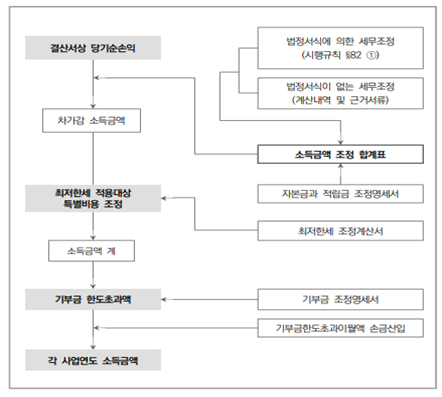 결산서상 당기순손익
법정서식에 의한 세무조정
(시행규칙 §82 ①)
법정서식이 없는 세무조정
(계산내역 및 근거서류)
차가감 소득금액
소득금액 조정 합계표
자본금과 적립금 조정명세서
최저한세 적용대상
특별비용 조정
최저한세 조정계산서
소득금액 계
기부금 한도초과액
기부금 조정명세서
기부금한도초과이월액 손금산입
각 사업연도 소득금액